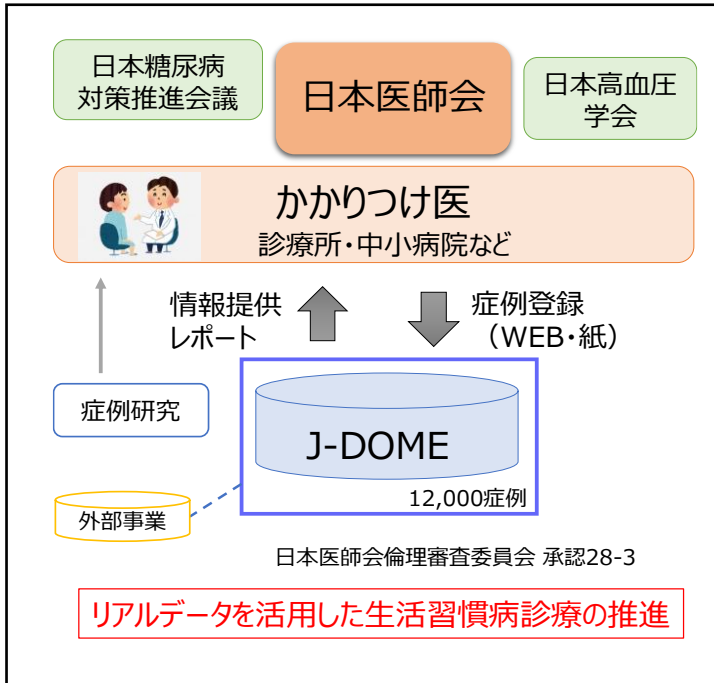 日本糖尿病
対策推進会議
日本医師会
日本高血圧
学会
かかりつけ医
診療所・中小病院など
情報提供
レポート
症例登録
（WEB・紙）
症例研究
J-DOME
12,000症例
外部事業
日本医師会倫理審査委員会 承認28-3
リアルデータを活用した生活習慣病診療の推進